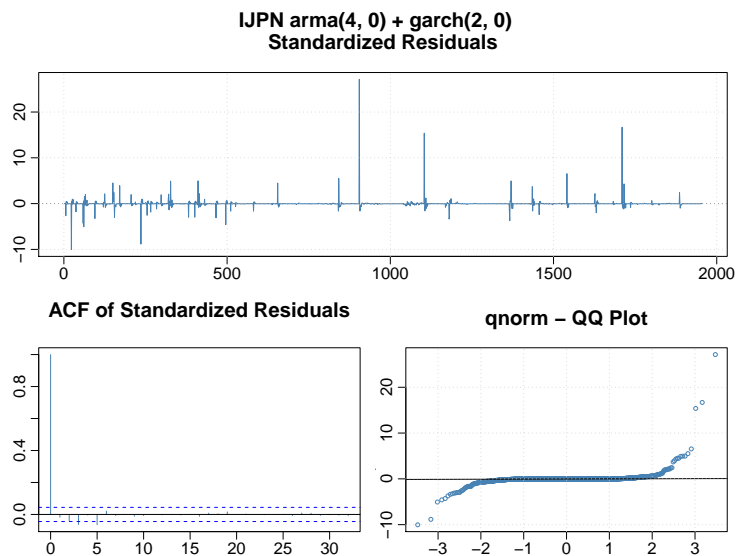 IJPN arma(4, 0) + garch(2, 0)
Standardized Residuals
20
10
0
−10
0 500 1000 1500 2000
ACF of Standardized Residuals
0.8
0.4
0.0
0 5 10 15 20 25 30
qnorm − QQ Plot
20
10
0
−10
−3 −2 −1 0 1 2 3